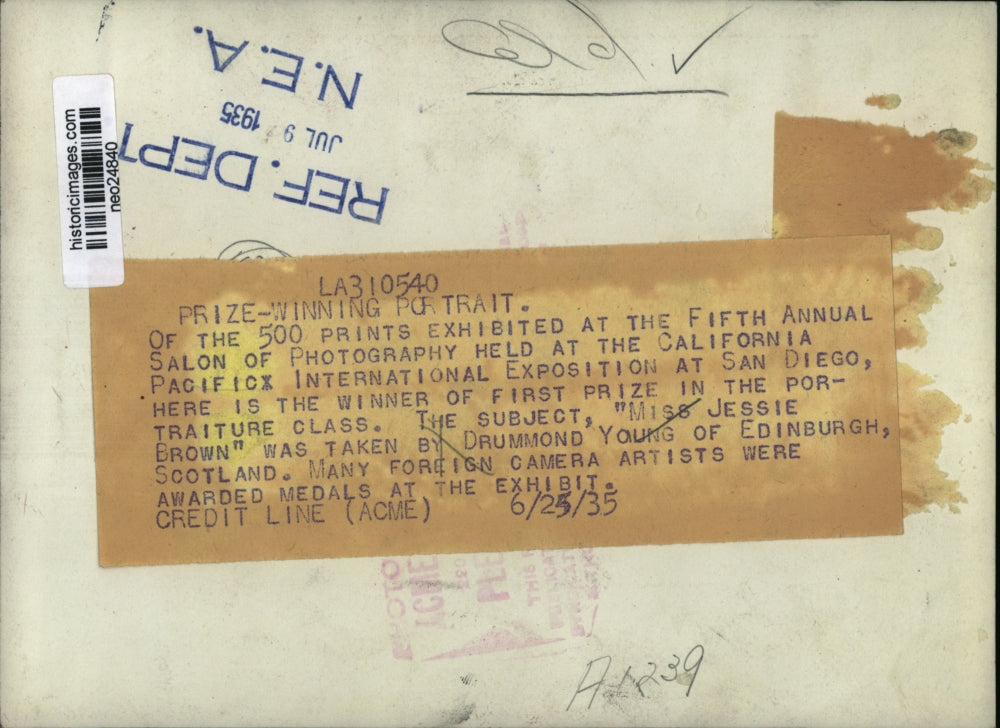 N.E.A.
JUL 9 1935
REF. DEPT
historicimages.com
neo24840
LA310540
PRIZE-WINNING PORTRAIT.
OF THE 500 PRINTS EXHIBITED AT THE FIFTH ANNUAL
SALON OF PHOTOGRAPHY HELD AT THE CALIFORNIA
PACIFICX INTERNATIONAL EXPOSITION AT SAN DIEGO,
HERE IS THE WINNER OF FIRST PRIZE IN THE POR-
TRAITURE CLASS. THE SUBJECT, "MISS JESSIE
BROWN" WAS TAKEN BY DRUMMOND YOUNG OF EDINBURGH,
SCOTLAND. MANY FOREIGN CAMERA ARTISTS WERE
AWARDED MEDALS AT THE EXHIBIT.
CREDIT LINE (ACME) 6/25/35
THIS
A-1239